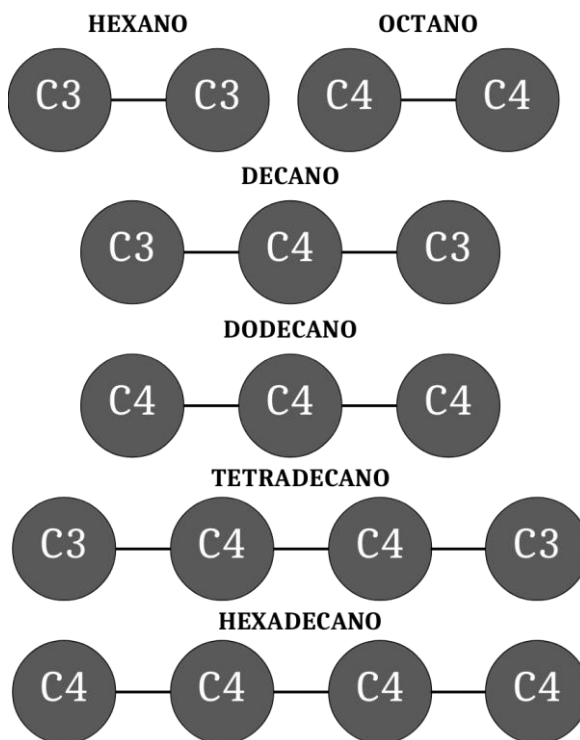 HEXANO OCTANO
C3 C3 C4 C4
DECANO
C3 C4 C3
DODECANO
C4 C4 C4
TETRADECANO
C3 C4 C4 C3
HEXADECANO
C4 C4 C4 C4